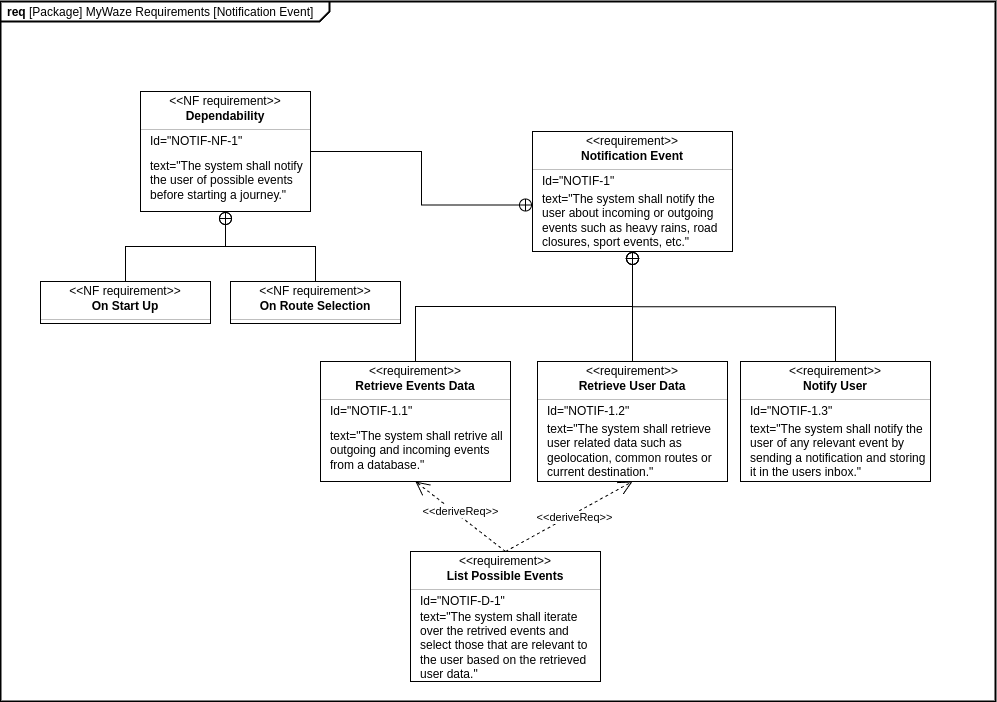 req [Package] MyWaze Requirements [Notification Event]
<<NF requirement>>
Dependability
Id="NOTIF-NF-1"
text="The system shall notify
the user of possible events
before starting a journey."
<<requirement>>
Notification Event
Id="NOTIF-1"
text="The system shall notify the
user about incoming or outgoing
events such as heavy rains, road
closures, sport events, etc."
<<NF requirement>>
On Start Up
<<NF requirement>>
On Route Selection
<<requirement>>
Retrieve Events Data
Id="NOTIF-1.1"
text="The system shall retrive all
outgoing and incoming events
from a database."
<<requirement>>
Retrieve User Data
Id="NOTIF-1.2"
text="The system shall retrieve
user related data such as
geolocation, common routes or
current destination."
<<requirement>>
Notify User
Id="NOTIF-1.3"
text="The system shall notify the
user of any relevant event by
sending a notification and storing
it in the users inbox."
<<deriveReq>>
<<deriveReq>>
<<requirement>>
List Possible Events
Id="NOTIF-D-1"
text="The system shall iterate
over the retrived events and
select those that are relevant to
the user based on the retrieved
user data."